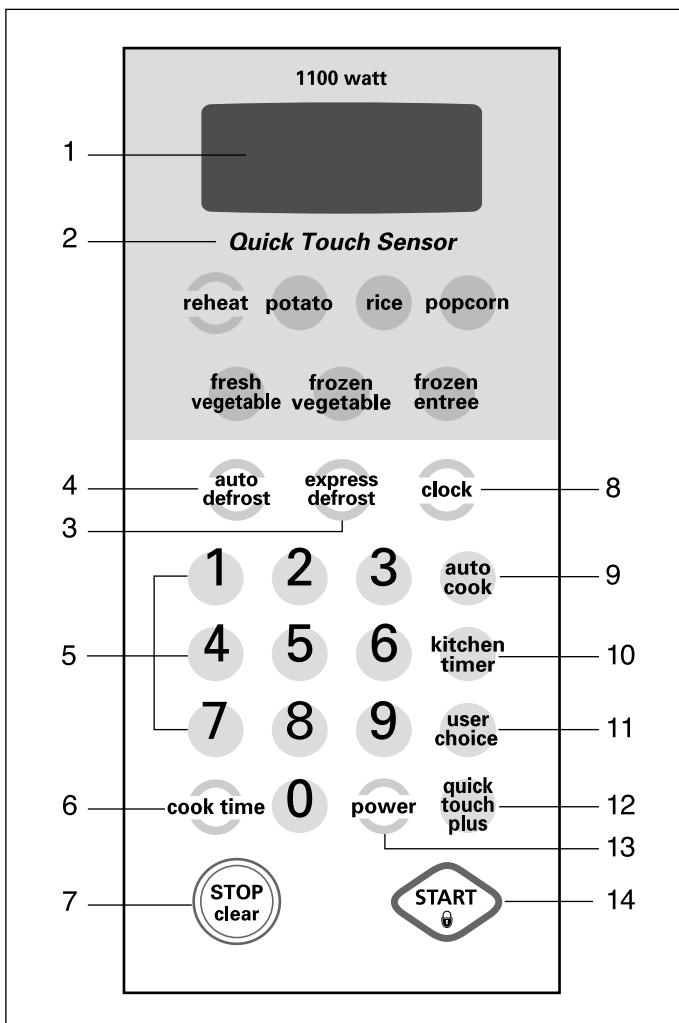 1100 watt
1
2
Quick Touch Sensor
reheat potato rice popcorn
fresh vegetable
frozen vegetable
frozen entree
4
auto defrost
express defrost
clock
8
3
1 2 3
auto cook
9
5
4 5 6
kitchen timer
10
7 8 9
user choice
11
6
cook time
0
power
quick touch plus
12
13
7
STOP
clear
START
14